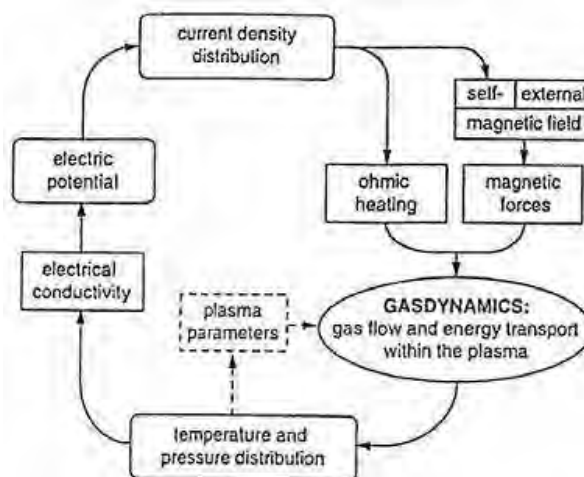 current density
distribution
self-
external
magnetic field
electric
potential
ohmic
heating
magnetic
forces
electrical
conductivity
plasma
parameters
GASDYNAMICS:
gas flow and energy transport
within the plasma
temperature and
pressure distribution